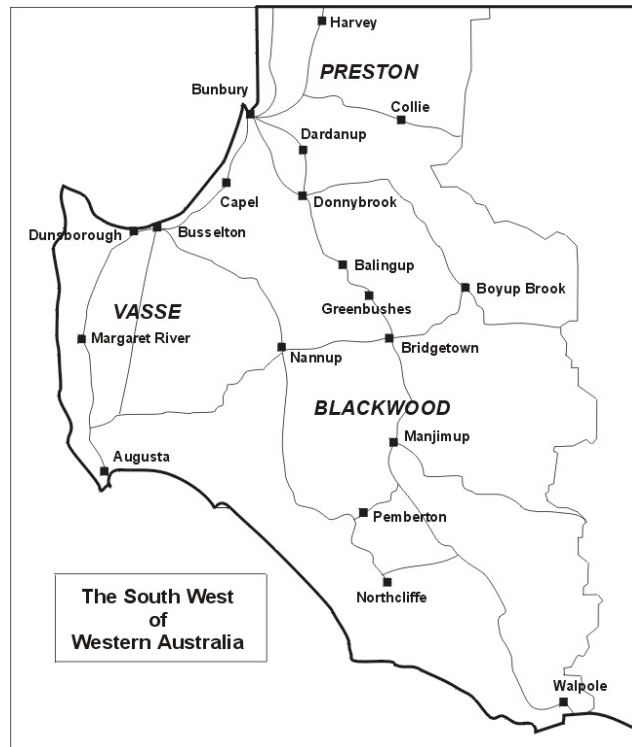 Harvey
PRESTON
Bunbury
Collie
Dardanup
Capel
Donnybrook
Dunsborough
Busselton
Balingup
Boyup Brook
Greenbushes
VASSE
Margaret River
Bridgetown
Nannup
BLACKWOOD
Manjimup
Augusta
Pemberton
Northcliffe
The South West
of
Western Australia
Walpole